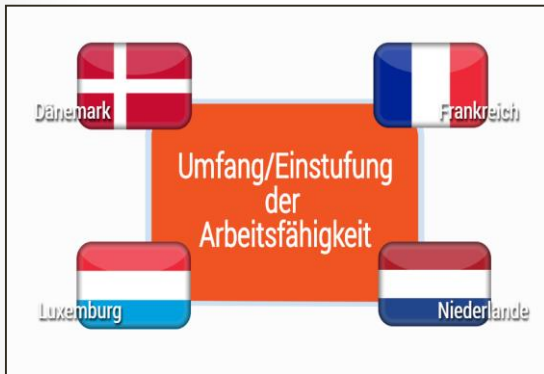 Dänemark
Frankreich
Umfang/Einstufung
der
Arbeitsfähigkeit
Luxemburg
Niederlande